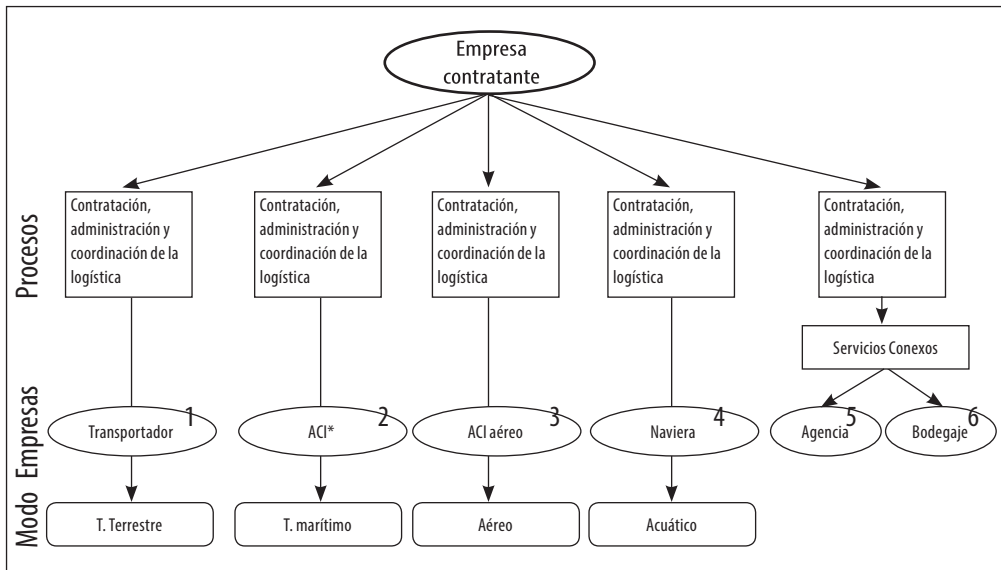 Empresa
contratante
Procesos
Contratación,
administración y
coordinación de la
logística
Contratación,
administración y
coordinación de la
logística
Contratación,
administración y
coordinación de la
logística
Contratación,
administración y
coordinación de la
logística
Contratación,
administración y
coordinación de la
logística
Servicios Conexos
Empresas
Transportador 1
ACI* 2
ACI aéreo 3
Naviera 4
Agencia 5
Bodegaje 6
Modo
T. Terrestre
T. marítimo
Aéreo
Acuático